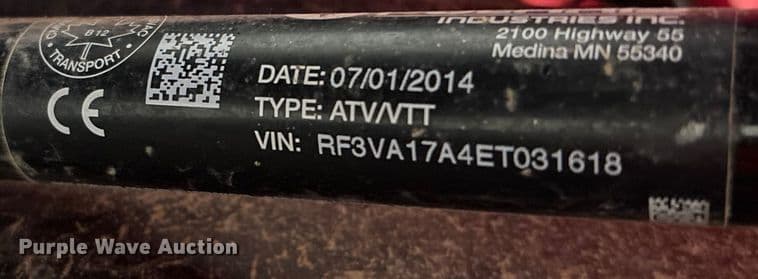 INDUSTRIES INC.
2100 Highway 55
Medina MN 55340
B12
TRANSPORT
CE
DATE: 07/01/2014
TYPE: ATV/VTT
VIN: RF3VA17A4ET031618
Purple Wave Auction